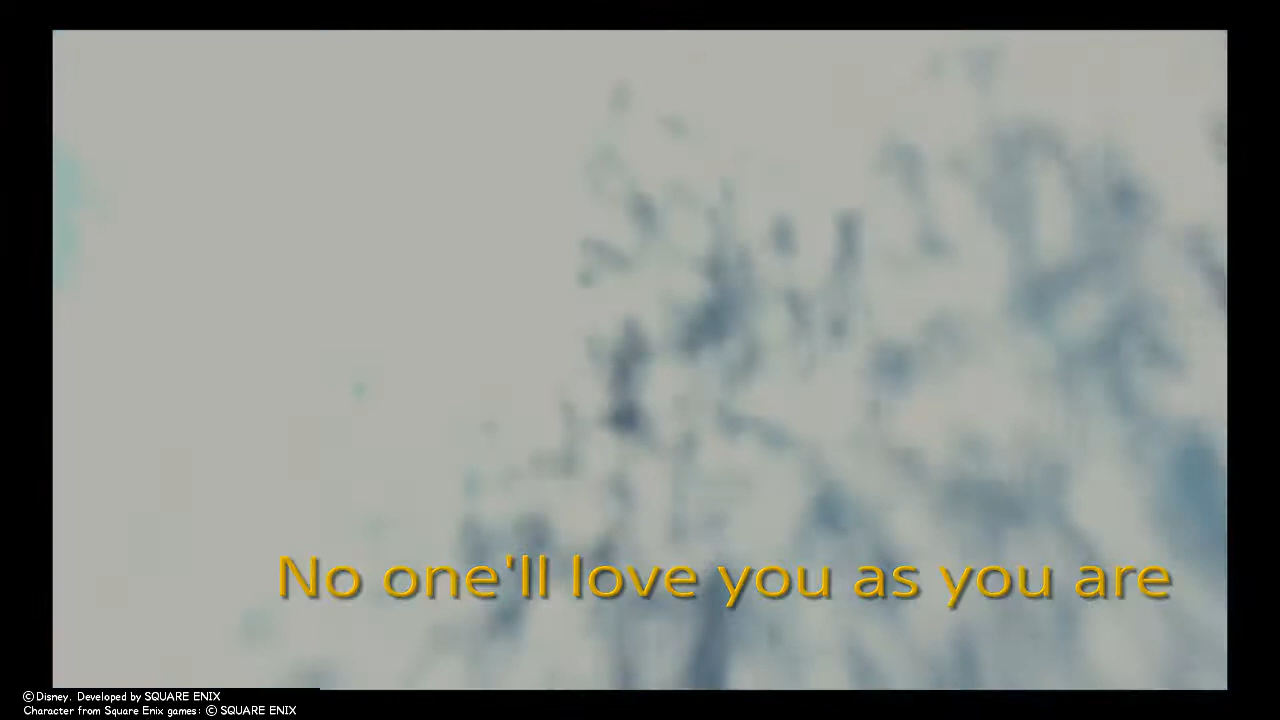 No one'll love you as you are
© Disney. Developed by SQUARE ENIX
Character from Square Enix games: © SQUARE ENIX